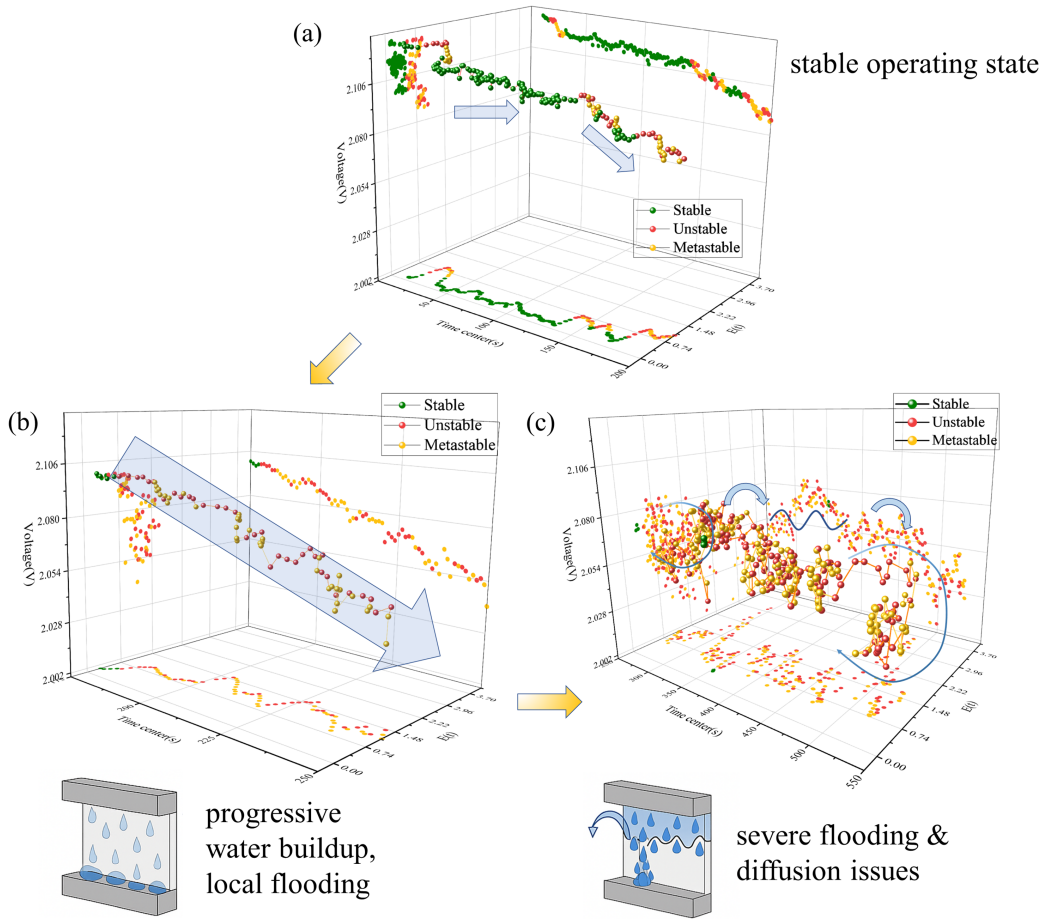 (a)
stable operating state
2.106
2.080
2.054
2.028
2.002
Voltage(V)
Stable
Unstable
Metastable
50
100
150
200
Time center(s)
0.00
0.74
1.48
2.22
2.96
3.70
E(t)
(b)
Stable
Unstable
Metastable
2.106
2.080
2.054
2.028
2.002
Voltage(V)
200
225
250
Time center(s)
0.00
0.74
1.48
2.22
2.96
3.70
E(t)
(c)
Stable
Unstable
Metastable
2.106
2.080
2.054
2.028
2.002
Voltage(V)
300
350
400
450
500
550
Time center(s)
0.00
0.74
1.48
2.22
2.96
3.70
E(t)
progressive
water buildup,
local flooding
severe flooding &
diffusion issues